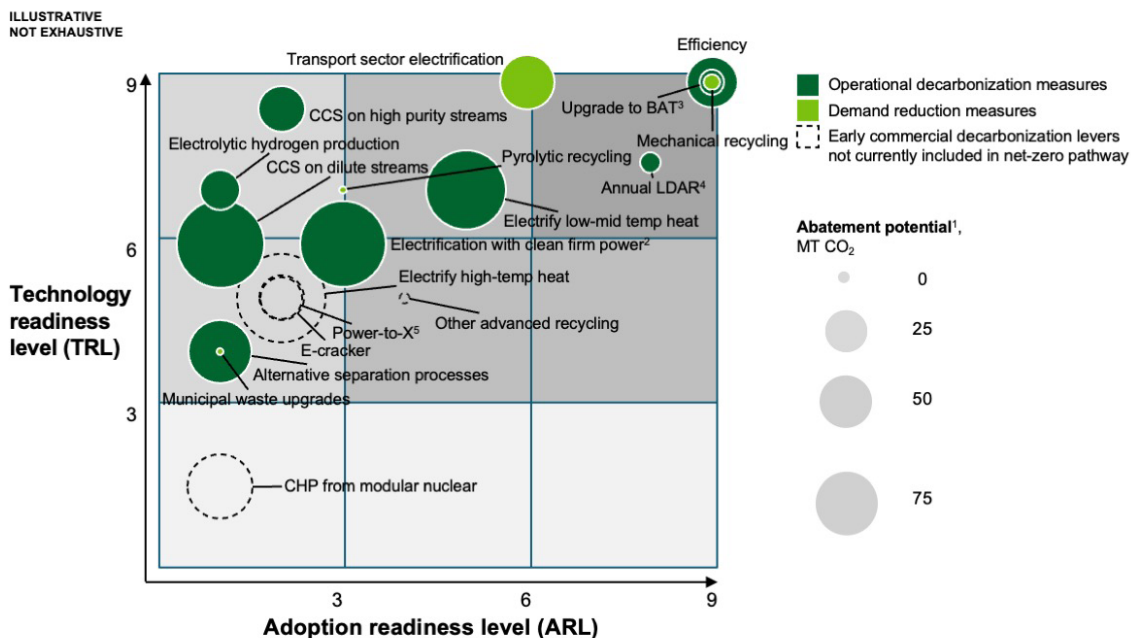 ILLUSTRATIVE
NOT EXHAUSTIVE
Efficiency
Transport sector electrification
9
Upgrade to BAT³
CCS on high purity streams
Mechanical recycling
Electrolytic hydrogen production
Pyrolytic recycling
CCS on dilute streams
Annual LDAR⁴
Electrify low-mid temp heat
6
Electrification with clean firm power²
Electrify high-temp heat
Technology
readiness
level (TRL)
Power-to-X⁵
Other advanced recycling
E-cracker
Alternative separation processes
Municipal waste upgrades
3
CHP from modular nuclear
3
6
9
Adoption readiness level (ARL)
Operational decarbonization measures
Demand reduction measures
Early commercial decarbonization levers
not currently included in net-zero pathway
Abatement potential¹,
MT CO₂
0
25
50
75